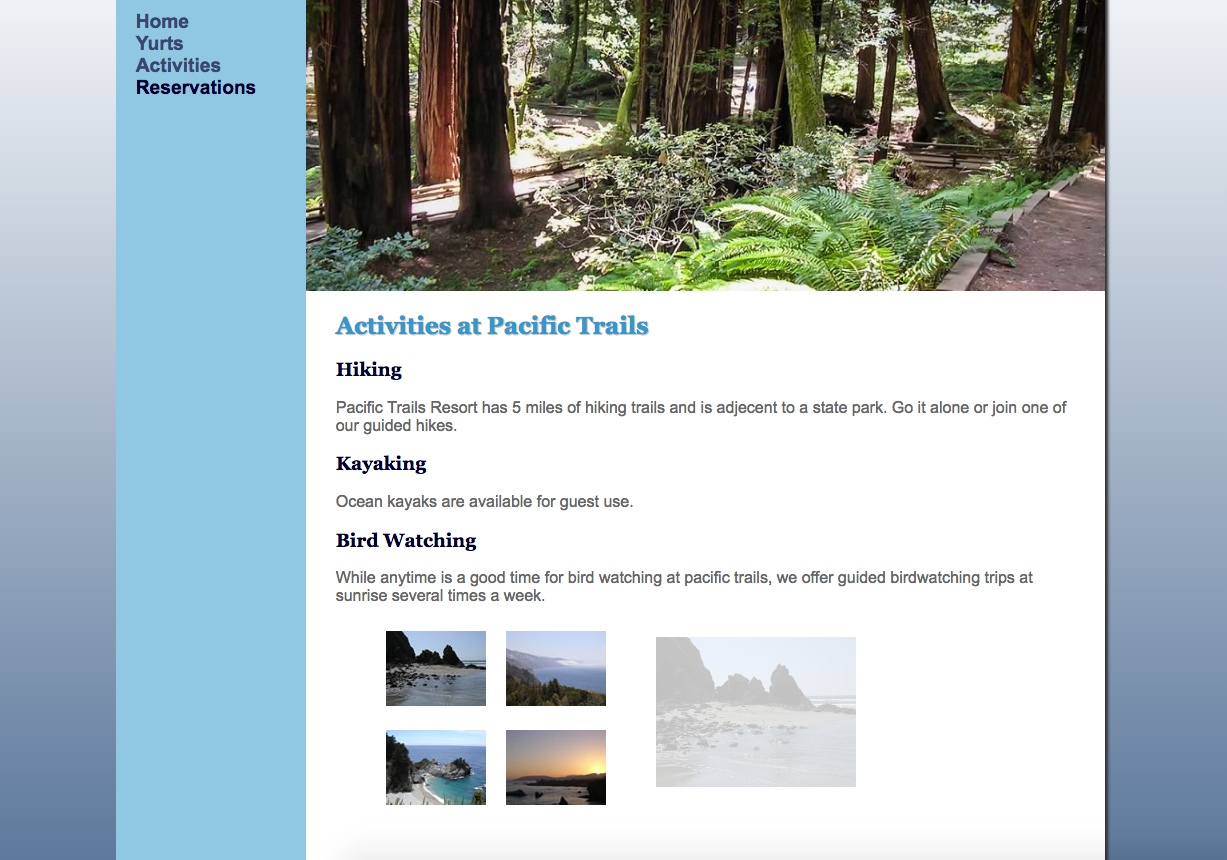 Home
Yurts
Activities
Reservations
Activities at Pacific Trails
Hiking
Pacific Trails Resort has 5 miles of hiking trails and is adjecent to a state park. Go it alone or join one of
our guided hikes.
Kayaking
Ocean kayaks are available for guest use.
Bird Watching
While anytime is a good time for bird watching at pacific trails, we offer guided birdwatching trips at
sunrise several times a week.